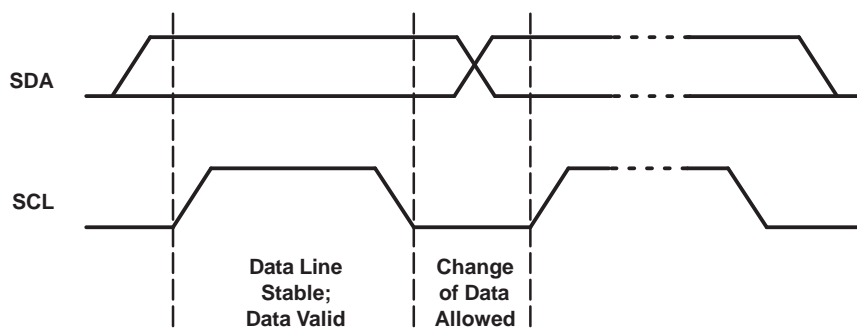 SDA
SCL
Data Line
Stable;
Data Valid
Change
of Data
Allowed